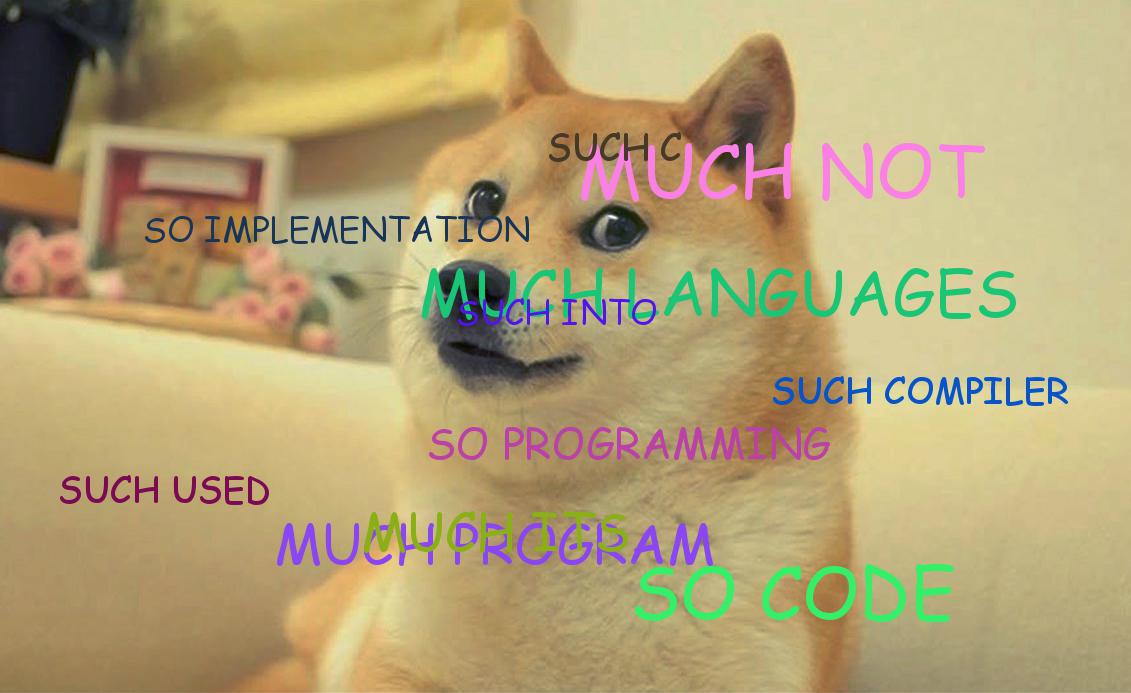 SUCH C
MUCH NOT
SO IMPLEMENTATION
MUCH LANGUAGES
SUCH INTO
SUCH COMPILER
SO PROGRAMMING
SUCH USED
MUCH ITS
MUCH PROGRAM
SO CODE